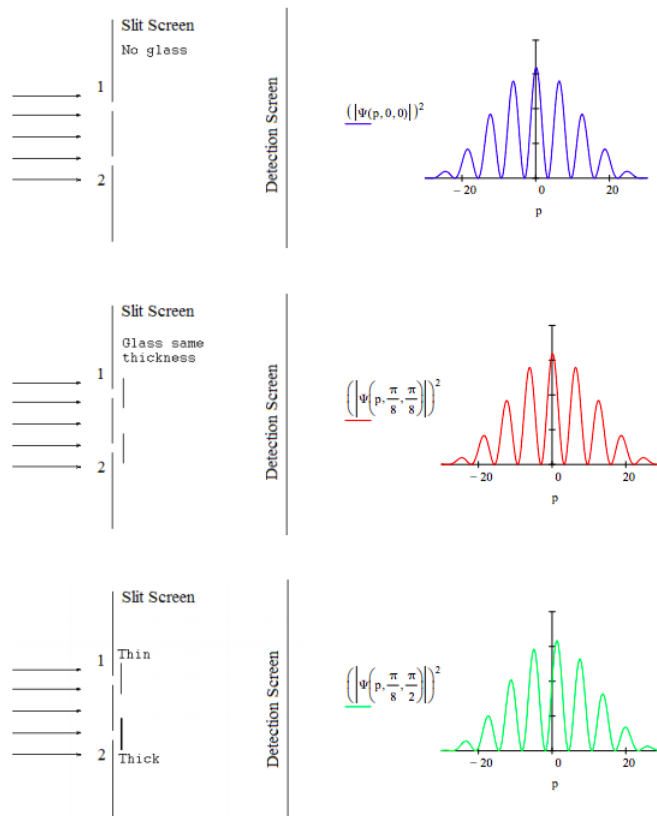 Slit Screen
No glass
1
2
Detection Screen
(|Ψ(p, 0, 0)|)²
−20 0 20
p
Slit Screen
Glass same
thickness
1
2
Detection Screen
(|Ψ(p, π/8, π/8)|)²
−20 0 20
p
Slit Screen
1 Thin
2 Thick
Detection Screen
(|Ψ(p, π/8, π/2)|)²
−20 0 20
p